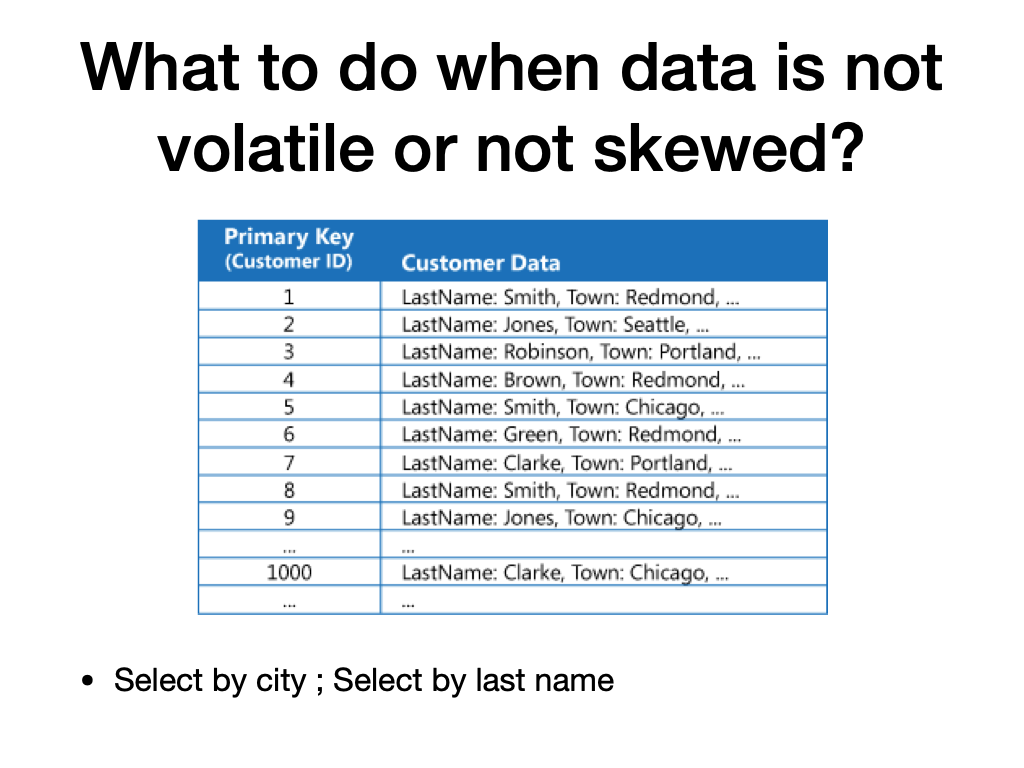 What to do when data is not
volatile or not skewed?
Primary Key
(Customer ID) Customer Data
1 LastName: Smith, Town: Redmond, ...
2 LastName: Jones, Town: Seattle, ...
3 LastName: Robinson, Town: Portland, ...
4 LastName: Brown, Town: Redmond, ...
5 LastName: Smith, Town: Chicago, ...
6 LastName: Green, Town: Redmond, ...
7 LastName: Clarke, Town: Portland, ...
8 LastName: Smith, Town: Redmond, ...
9 LastName: Jones, Town: Chicago, ...
... ...
1000 LastName: Clarke, Town: Chicago, ...
... ...
• Select by city ; Select by last name